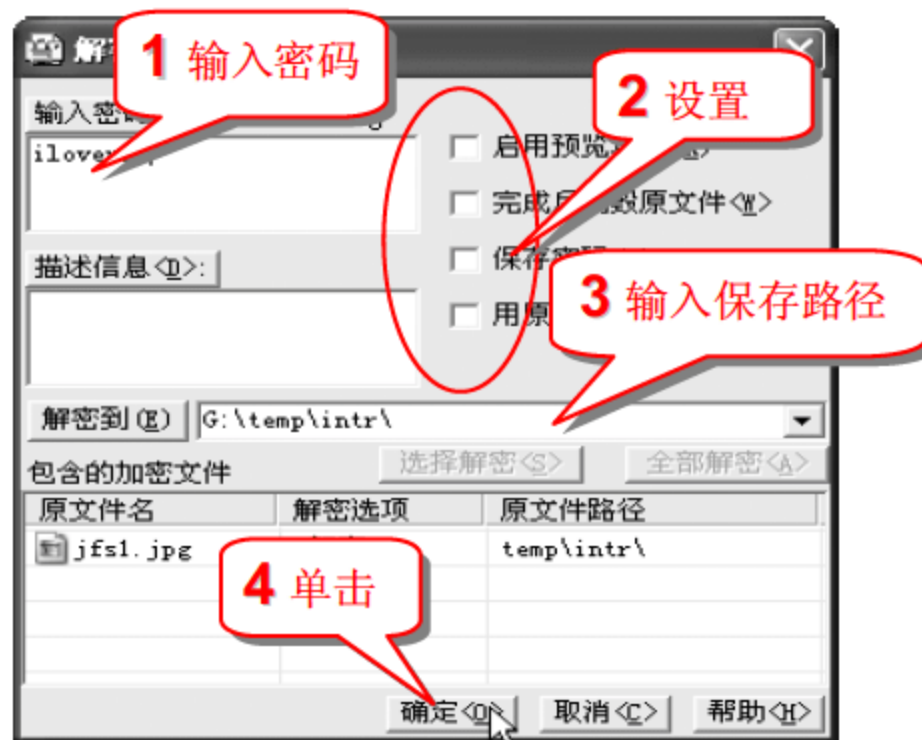 解
1 输入密码
输入密
ilove
2 设置
启用预览
完成后 毁原文件<W>
保存密码
用原
描述信息<D>:
3 输入保存路径
解密到(E)
G:\temp\intr\
包含的加密文件
选择解密<S>
全部解密<A>
原文件名
解密选项
原文件路径
jfs1.jpg
temp\intr\
4 单击
确定<O>
取消<C>
帮助<H>